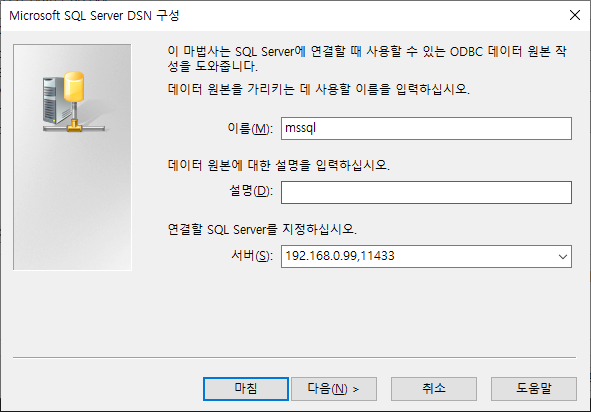 Microsoft SQL Server DSN 구성
이 마법사는 SQL Server에 연결할 때 사용할 수 있는 ODBC 데이터 원본 작
성을 도와줍니다.
데이터 원본을 가리키는 데 사용할 이름을 입력하십시오.
이름(M): mssql
데이터 원본에 대한 설명을 입력하십시오.
설명(D):
연결할 SQL Server를 지정하십시오.
서버(S): 192.168.0.99,11433
마침 다음(N) > 취소 도움말